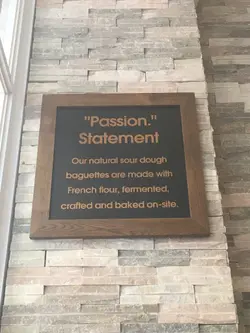 "Passion."
Statement
Our natural sour dough
baguettes are made with
French flour, fermented,
crafted and baked on-site.